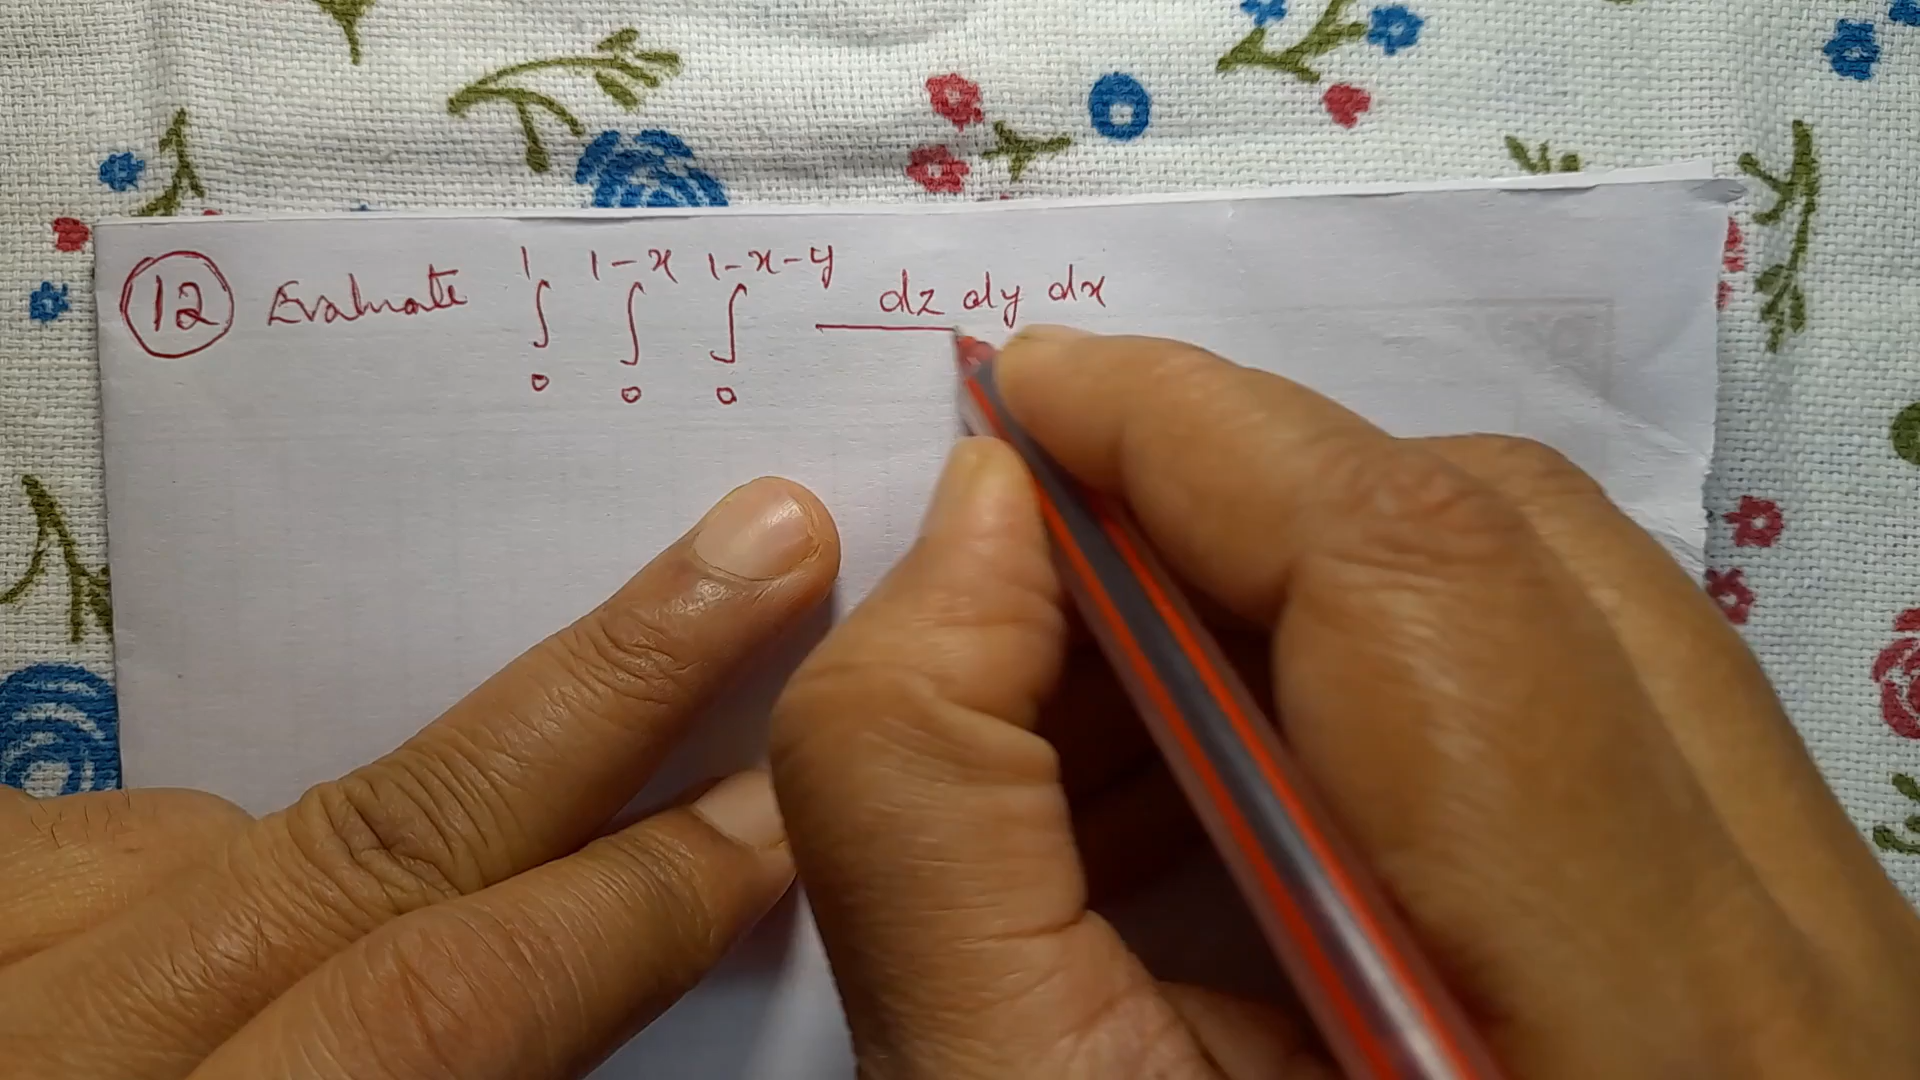 12 Evaluate ∫₀¹ ∫₀^(1-x) ∫₀^(1-x-y) dz dy dx